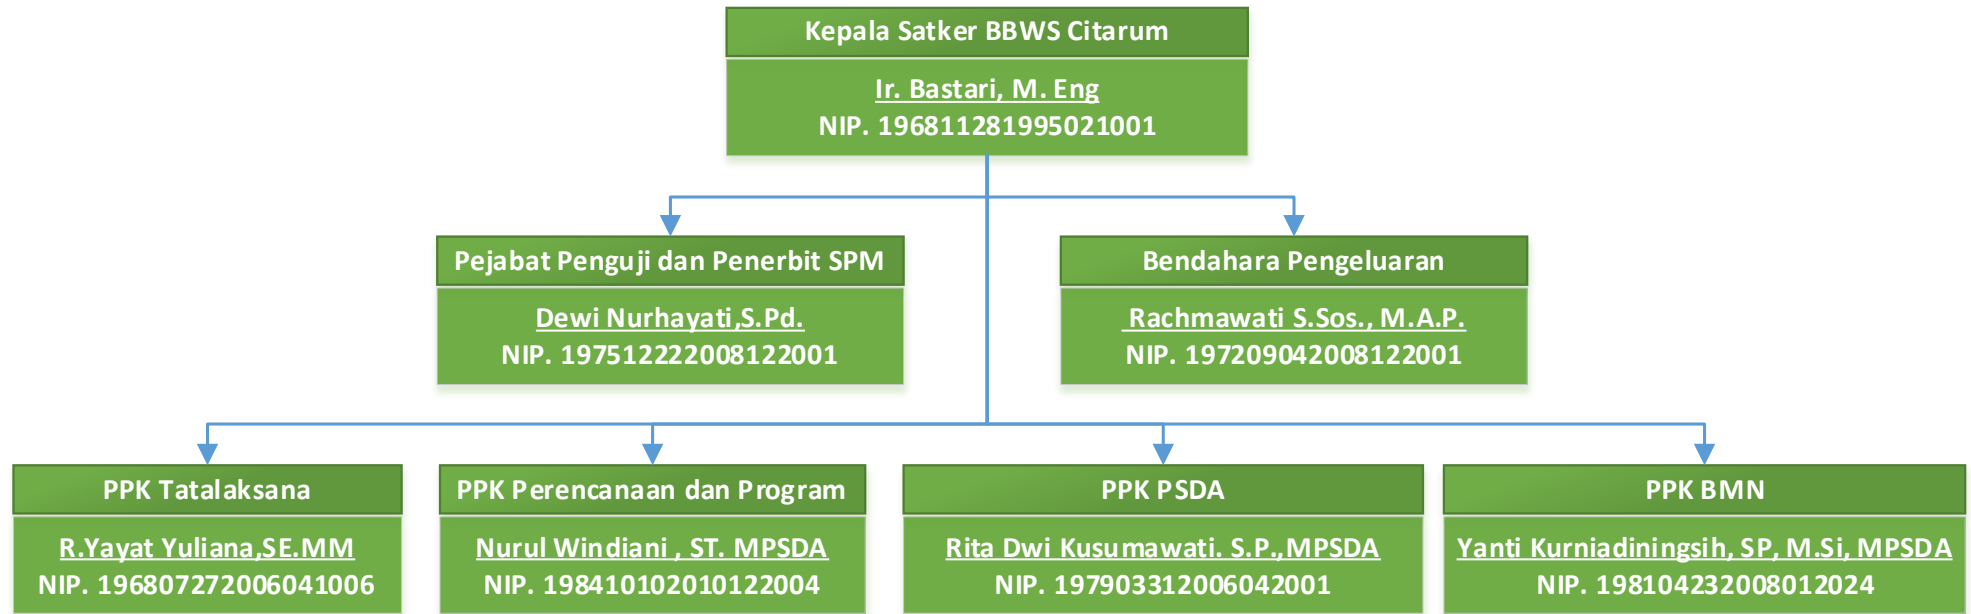 Kepala Satker BBWS Citarum
Ir. Bastari, M. Eng
NIP. 196811281995021001
Pejabat Penguji dan Penerbit SPM
Dewi Nurhayati,S.Pd.
NIP. 197512222008122001
Bendahara Pengeluaran
Rachmawati S.Sos., M.A.P.
NIP. 197209042008122001
PPK Tatalaksana
R.Yayat Yuliana,SE.MM
NIP. 196807272006041006
PPK Perencanaan dan Program
Nurul Windiani , ST. MPSDA
NIP. 198410102010122004
PPK PSDA
Rita Dwi Kusumawati. S.P.,MPSDA
NIP. 197903312006042001
PPK BMN
Yanti Kurniadiningsih, SP, M.Si, MPSDA
NIP. 198104232008012024